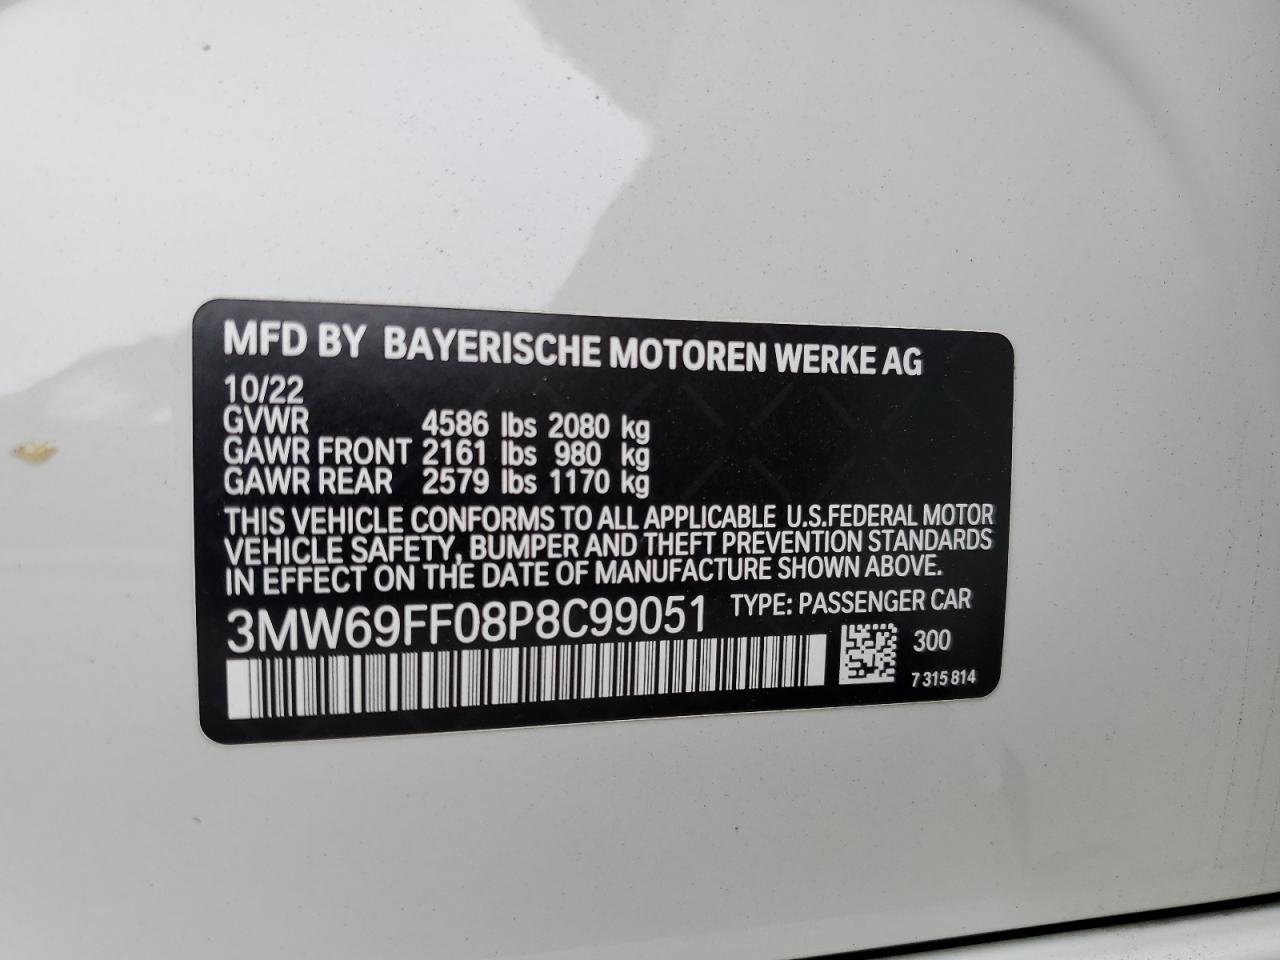 MFD BY BAYERISCHE MOTOREN WERKE AG
10/22
GVWR 4586 lbs 2080 kg
GAWR FRONT 2161 lbs 980 kg
GAWR REAR 2579 lbs 1170 kg
THIS VEHICLE CONFORMS TO ALL APPLICABLE U.S.FEDERAL MOTOR
VEHICLE SAFETY, BUMPER AND THEFT PREVENTION STANDARDS
IN EFFECT ON THE DATE OF MANUFACTURE SHOWN ABOVE.
3MW69FF08P8C99051 TYPE: PASSENGER CAR
300
7 315 814